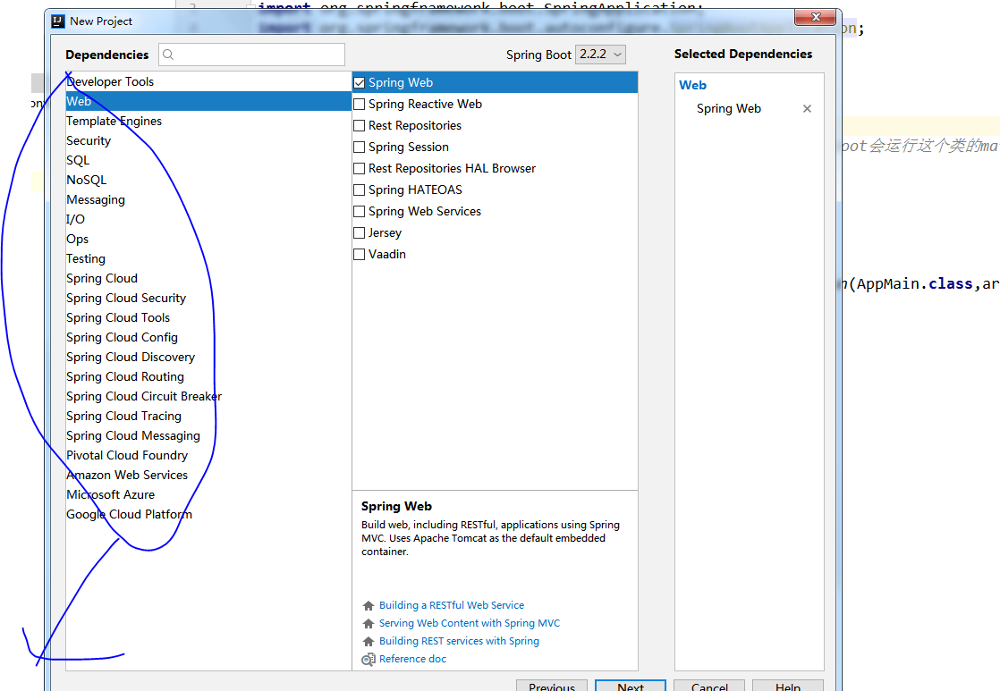 import org.springframework.boot.SpringApplication;
New Project
on;
Dependencies
Spring Boot 2.2.2
Selected Dependencies
Developer Tools
Web
Template Engines
Security
SQL
NoSQL
Messaging
I/O
Ops
Testing
Spring Cloud
Spring Cloud Security
Spring Cloud Tools
Spring Cloud Config
Spring Cloud Discovery
Spring Cloud Routing
Spring Cloud Circuit Breaker
Spring Cloud Tracing
Spring Cloud Messaging
Pivotal Cloud Foundry
Amazon Web Services
Microsoft Azure
Google Cloud Platform
Spring Web
Spring Reactive Web
Rest Repositories
Spring Session
Rest Repositories HAL Browser
Spring HATEOAS
Spring Web Services
Jersey
Vaadin
Spring Web
Build web, including RESTful, applications using Spring
MVC. Uses Apache Tomcat as the default embedded
container.
Building a RESTful Web Service
Serving Web Content with Spring MVC
Building REST services with Spring
Reference doc
Web
Spring Web
oot会运行这个类的ma
n(AppMain.class,ar
Previous
Next
Cancel
Help